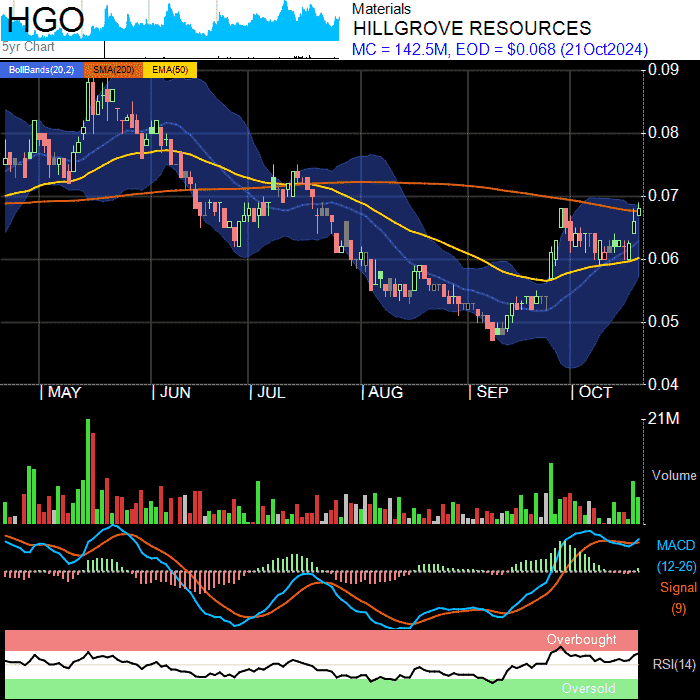 HGO
5yr Chart
Materials
HILLGROVE RESOURCES
MC = 142.5M, EOD = $0.068 (21Oct2024)
BollBands(20,2) SMA(200) EMA(50)
0.09
0.08
0.07
0.06
0.05
0.04
MAY JUN JUL AUG SEP OCT
21M
Volume
MACD
(12-26)
Signal
(9)
Overbought
RSI(14)
Oversold